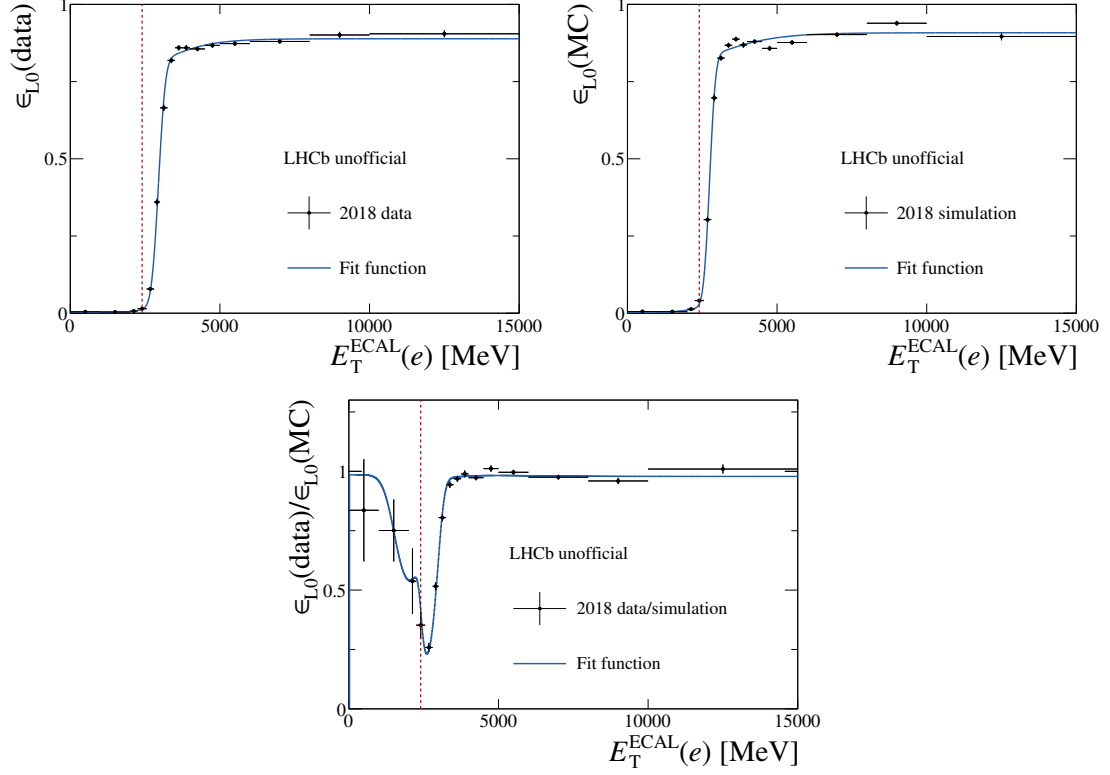 ϵL0(data)
1
0.5
0
LHCb unofficial
2018 data
Fit function
0 5000 10000 15000
E_T^ECAL(e) [MeV]
ϵL0(MC)
1
0.5
0
LHCb unofficial
2018 simulation
Fit function
0 5000 10000 15000
E_T^ECAL(e) [MeV]
ϵL0(data)/ϵL0(MC)
1
0.5
0
LHCb unofficial
2018 data/simulation
Fit function
0 5000 10000 15000
E_T^ECAL(e) [MeV]